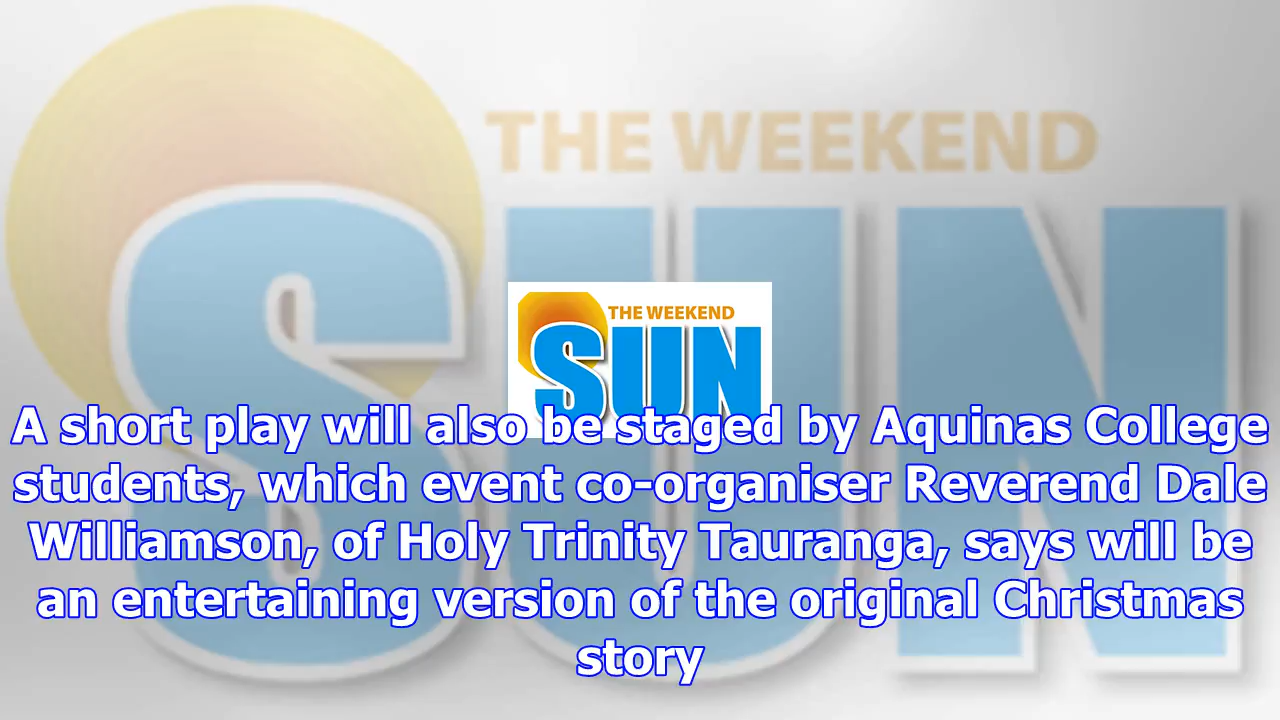 THE WEEKEND
SUN
THE WEEKEND
SUN
A short play will also be staged by Aquinas College
students, which event co-organiser Reverend Dale
Williamson, of Holy Trinity Tauranga, says will be
an entertaining version of the original Christmas
story